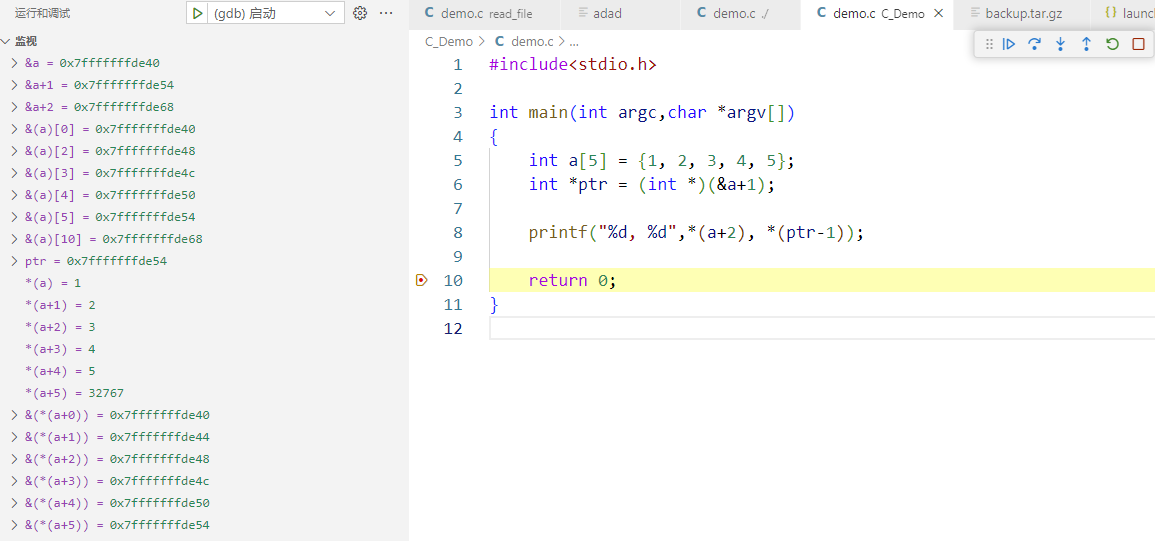 运行和调试 (gdb) 启动 ···
监视
&a = 0x7fffffffde40
&a+1 = 0x7fffffffde54
&a+2 = 0x7fffffffde68
&(a)[0] = 0x7fffffffde40
&(a)[2] = 0x7fffffffde48
&(a)[3] = 0x7fffffffde4c
&(a)[4] = 0x7fffffffde50
&(a)[5] = 0x7fffffffde54
&(a)[10] = 0x7fffffffde68
ptr = 0x7fffffffde54
*(a) = 1
*(a+1) = 2
*(a+2) = 3
*(a+3) = 4
*(a+4) = 5
*(a+5) = 32767
&(*(a+0)) = 0x7fffffffde40
&(*(a+1)) = 0x7fffffffde44
&(*(a+2)) = 0x7fffffffde48
&(*(a+3)) = 0x7fffffffde4c
&(*(a+4)) = 0x7fffffffde50
&(*(a+5)) = 0x7fffffffde54
C demo.c read_file adad C demo.c ./ C demo.c C_Demo × backup.tar.gz {} launc
C_Demo > C demo.c > ...
1 #include<stdio.h>
2
3 int main(int argc,char *argv[])
4 {
5 int a[5] = {1, 2, 3, 4, 5};
6 int *ptr = (int *)(&a+1);
7
8 printf("%d, %d",*(a+2), *(ptr-1));
9
10 return 0;
11 }
12